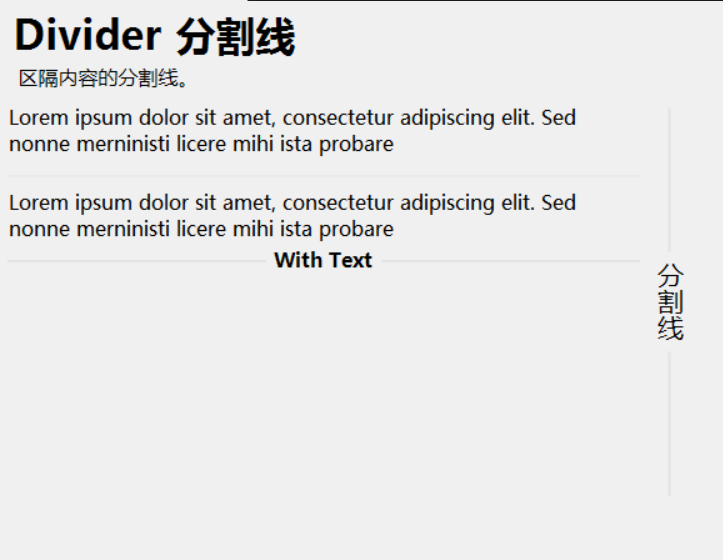 Divider 分割线
区隔内容的分割线。
Lorem ipsum dolor sit amet, consectetur adipiscing elit. Sed
nonne merninisti licere mihi ista probare
Lorem ipsum dolor sit amet, consectetur adipiscing elit. Sed
nonne merninisti licere mihi ista probare
With Text
分割线